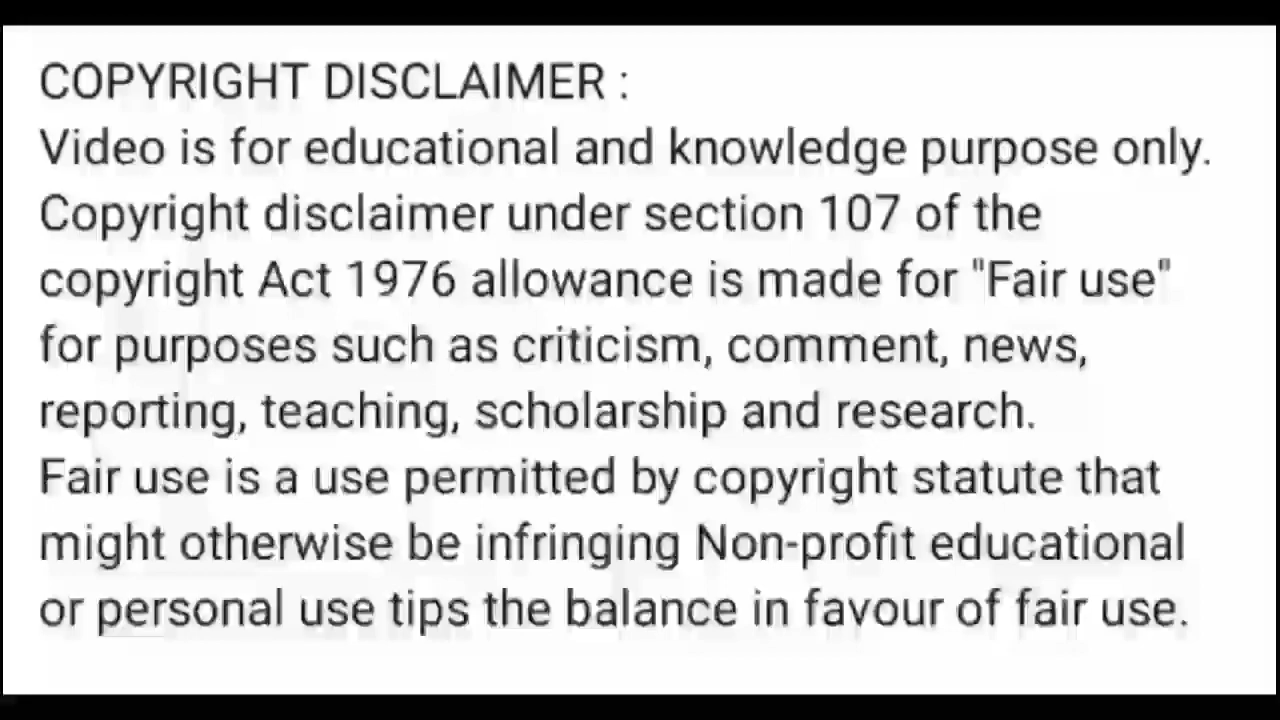 COPYRIGHT DISCLAIMER :
Video is for educational and knowledge purpose only.
Copyright disclaimer under section 107 of the
copyright Act 1976 allowance is made for "Fair use"
for purposes such as criticism, comment, news,
reporting, teaching, scholarship and research.
Fair use is a use permitted by copyright statute that
might otherwise be infringing Non-profit educational
or personal use tips the balance in favour of fair use.